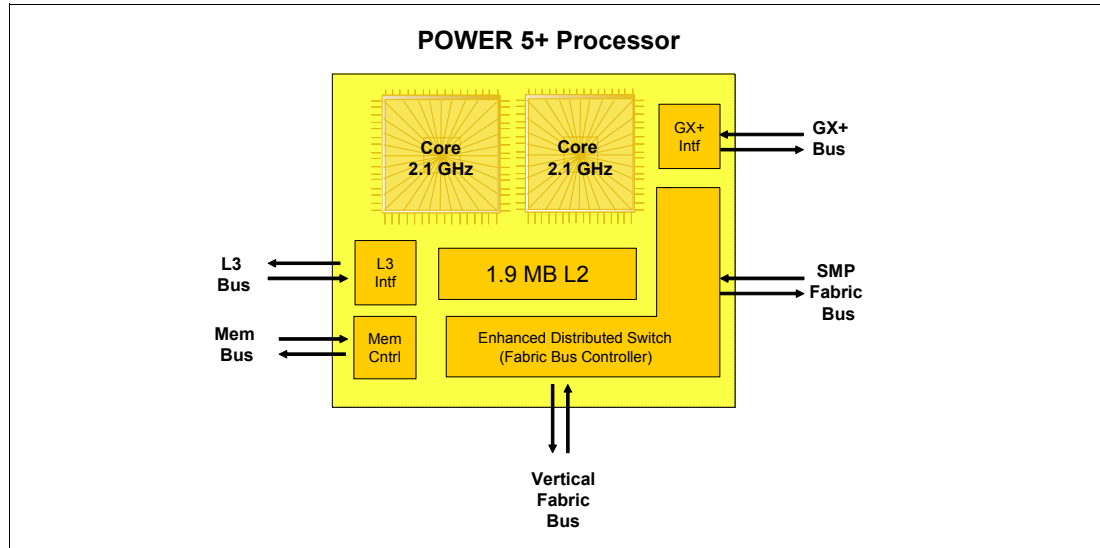 POWER 5+ Processor
Core
2.1 GHz
Core
2.1 GHz
GX+
Intf
GX+
Bus
L3
Bus
L3
Intf
1.9 MB L2
SMP
Fabric
Bus
Mem
Bus
Mem
Cntrl
Enhanced Distributed Switch
(Fabric Bus Controller)
Vertical
Fabric
Bus